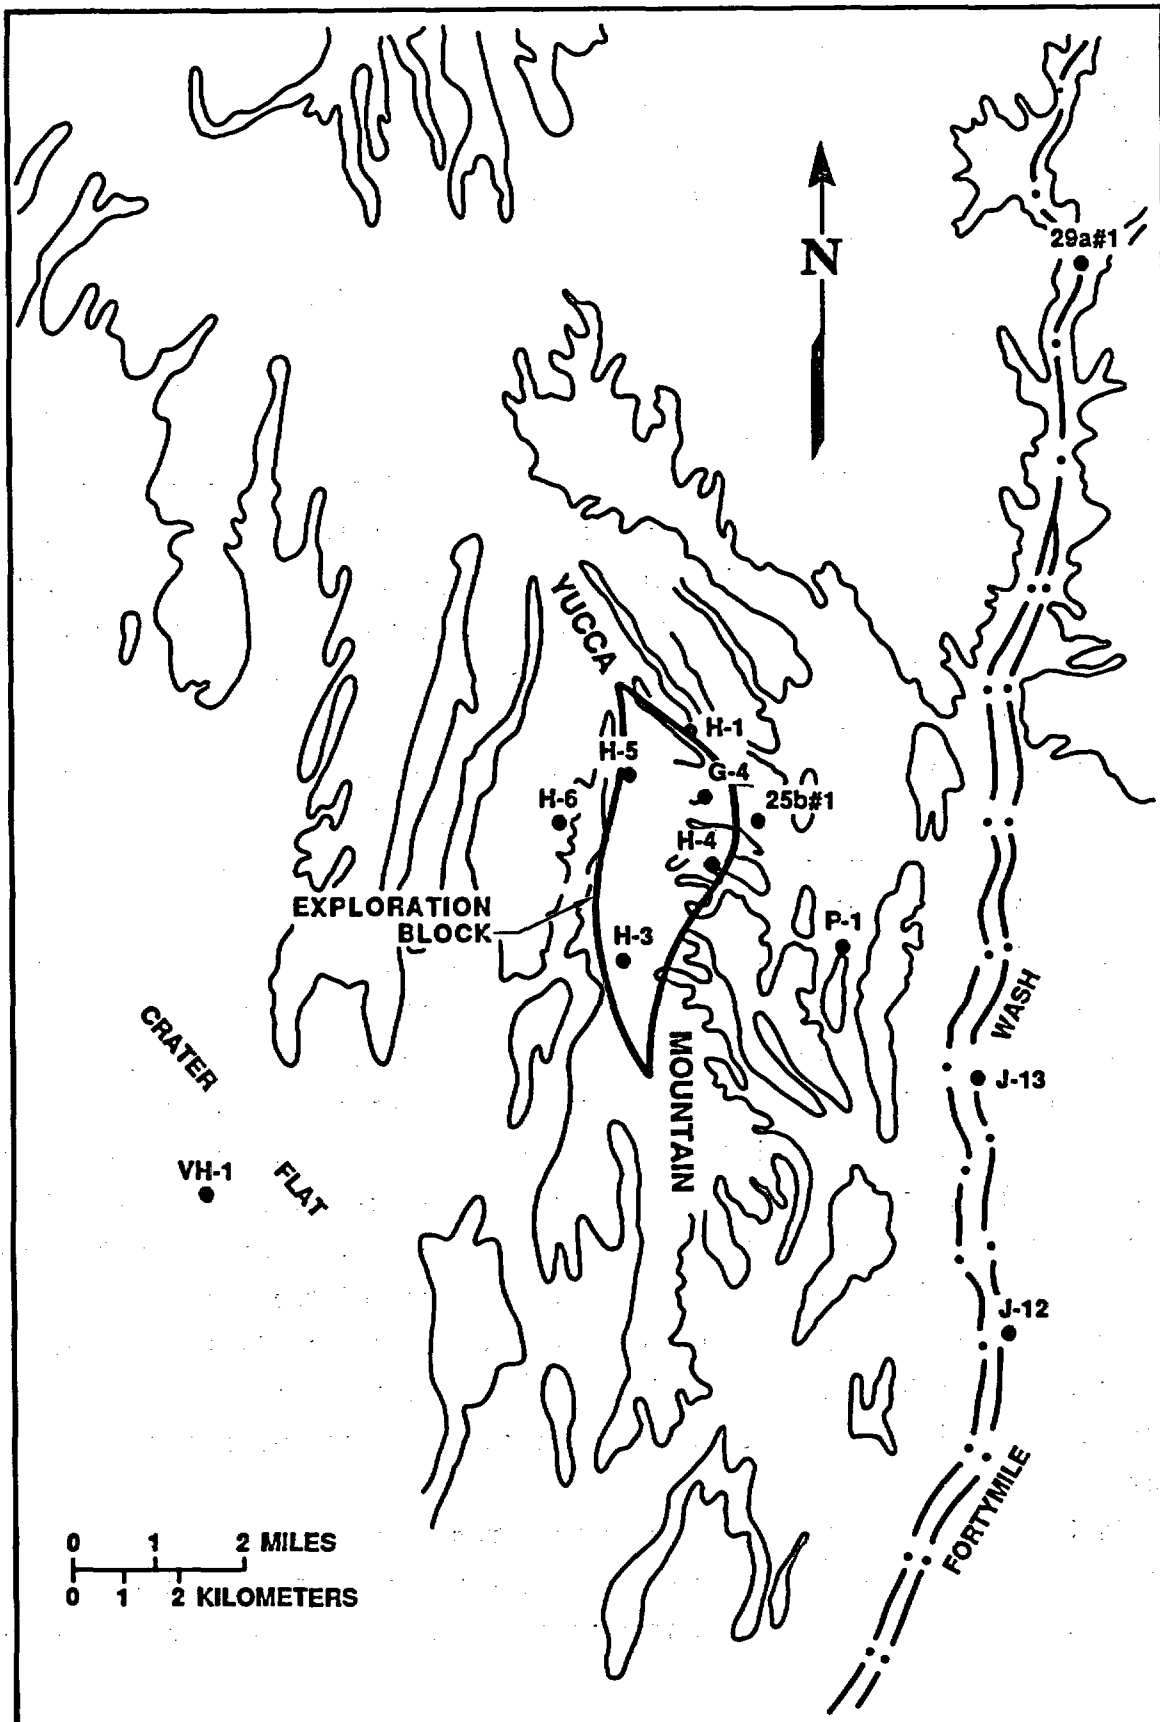 29a#1
N
YUCCA
H-1
H-5
G-4
H-6
25b#1
H-4
EXPLORATION
BLOCK
P-1
H-3
WASH
CRATER
MOUNTAIN
J-13
VH-1
FLAT
J-12
FORTYMILE
0 1 2 MILES
0 1 2 KILOMETERS